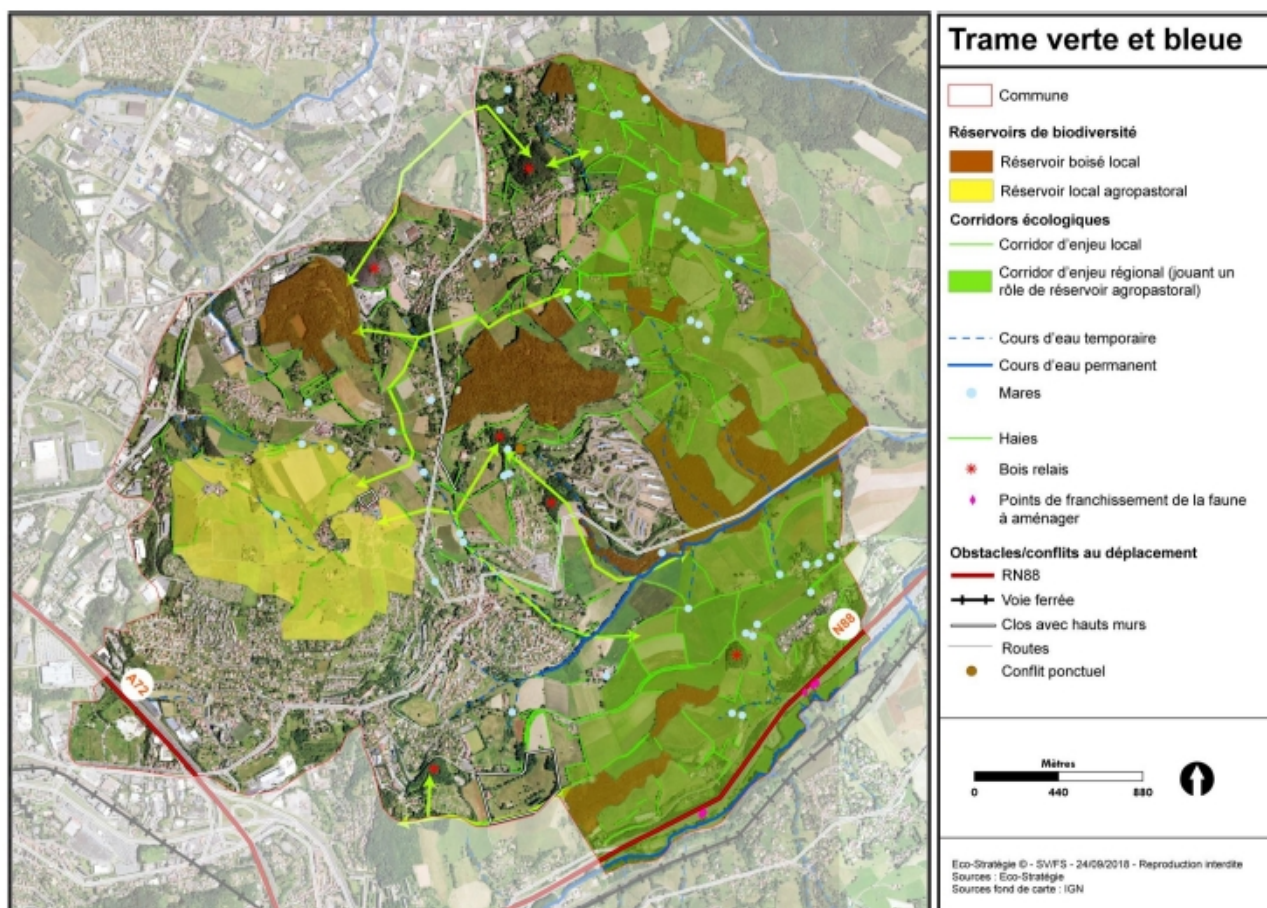 Trame verte et bleue
Commune
Réservoirs de biodiversité
Réservoir boisé local
Réservoir local agropastoral
Corridors écologiques
Corridor d'enjeu local
Corridor d'enjeu régional (jouant un
rôle de réservoir agropastoral)
Cours d'eau temporaire
Cours d'eau permanent
Mares
Haies
Bois relais
Points de franchissement de la faune
à aménager
Obstacles/conflits au déplacement
RN88
Voie ferrée
Clos avec hauts murs
Routes
Conflit ponctuel
Mètres
0 440 880
Eco-Stratégie © - SV/FS - 24/09/2018 - Reproduction interdite
Sources : Eco-Stratégie
Sources fond de carte : IGN
N88
A72